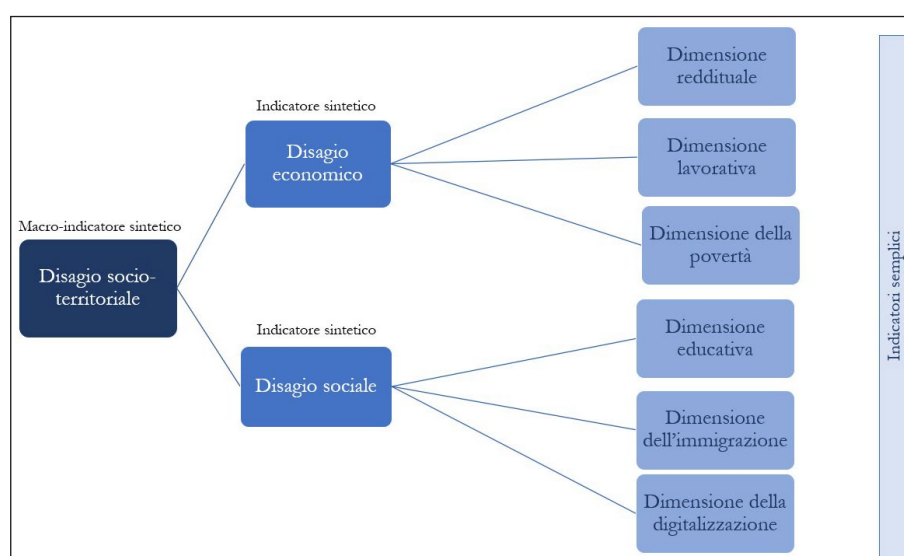 Macro-indicatore sintetico
Disagio socio-
territoriale
Indicatore sintetico
Disagio
economico
Indicatore sintetico
Disagio sociale
Dimensione
reddituale
Dimensione
lavorativa
Dimensione della
povertà
Dimensione
educativa
Dimensione
dell'immigrazione
Dimensione della
digitalizzazione
Indicatori semplici